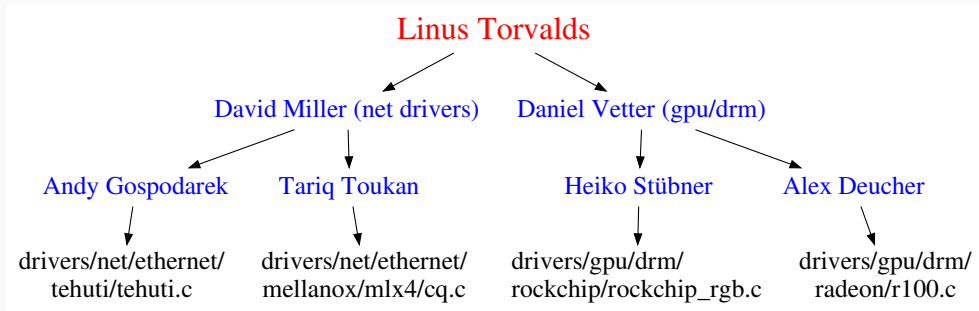 Linus Torvalds
David Miller (net drivers)
Daniel Vetter (gpu/drm)
Andy Gospodarek
Tariq Toukan
Heiko Stübner
Alex Deucher
drivers/net/ethernet/
tehuti/tehuti.c
drivers/net/ethernet/
mellanox/mlx4/cq.c
drivers/gpu/drm/
rockchip/rockchip_rgb.c
drivers/gpu/drm/
radeon/r100.c